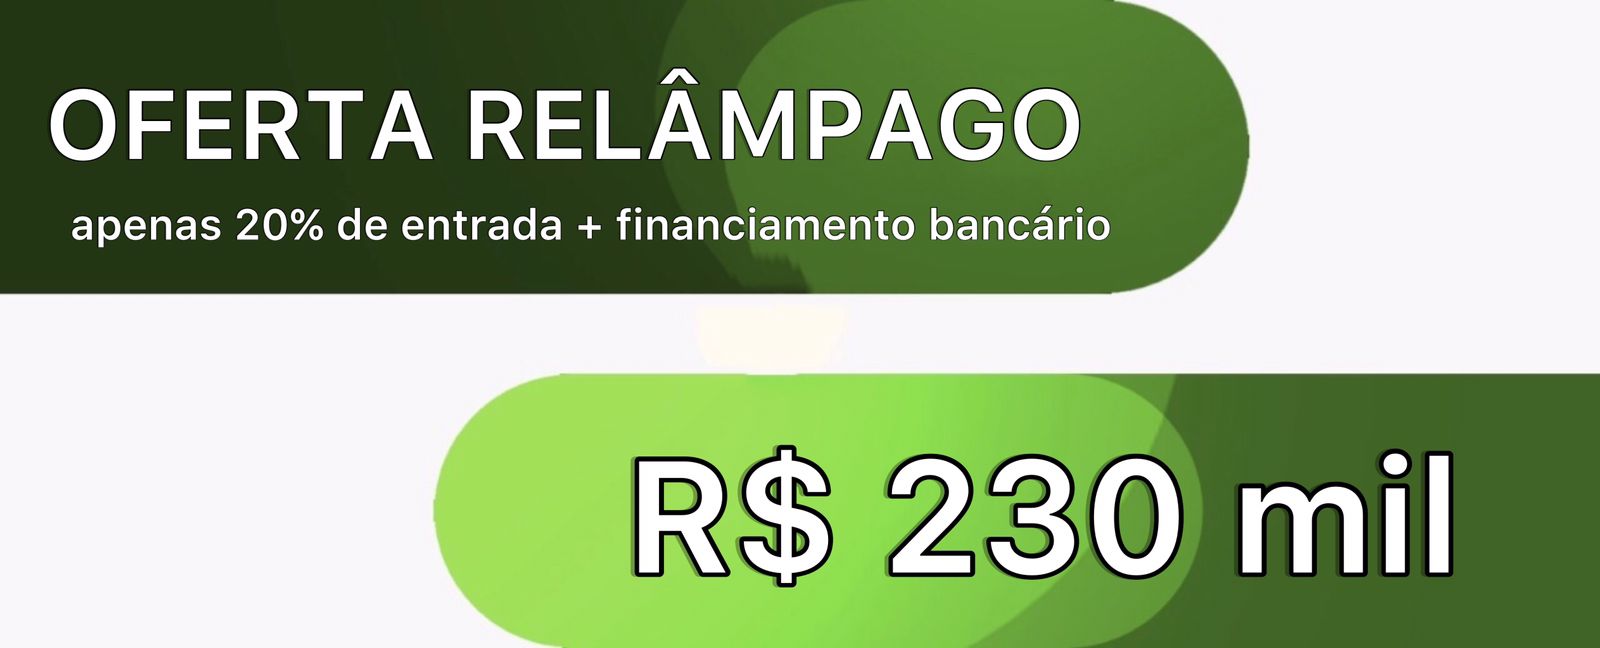 OFERTA RELÂMPAGO
apenas 20% de entrada + financiamento bancário
R$ 230 mil